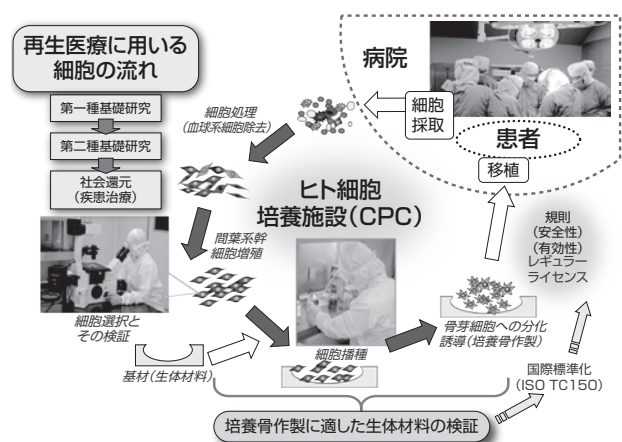 再生医療に用いる
細胞の流れ
第一種基礎研究
第二種基礎研究
社会還元
(疾患治療)
細胞処理
(血球系細胞除去)
病院
細胞
採取
患者
移植
ヒト細胞
培養施設(CPC)
間葉系幹
細胞増殖
規則
(安全性)
(有効性)
レギュラー
ライセンス
細胞選択と
その検証
基材(生体材料)
細胞播種
骨芽細胞への分化
誘導(培養骨作製)
国際標準化
(ISO TC150)
培養骨作製に適した生体材料の検証